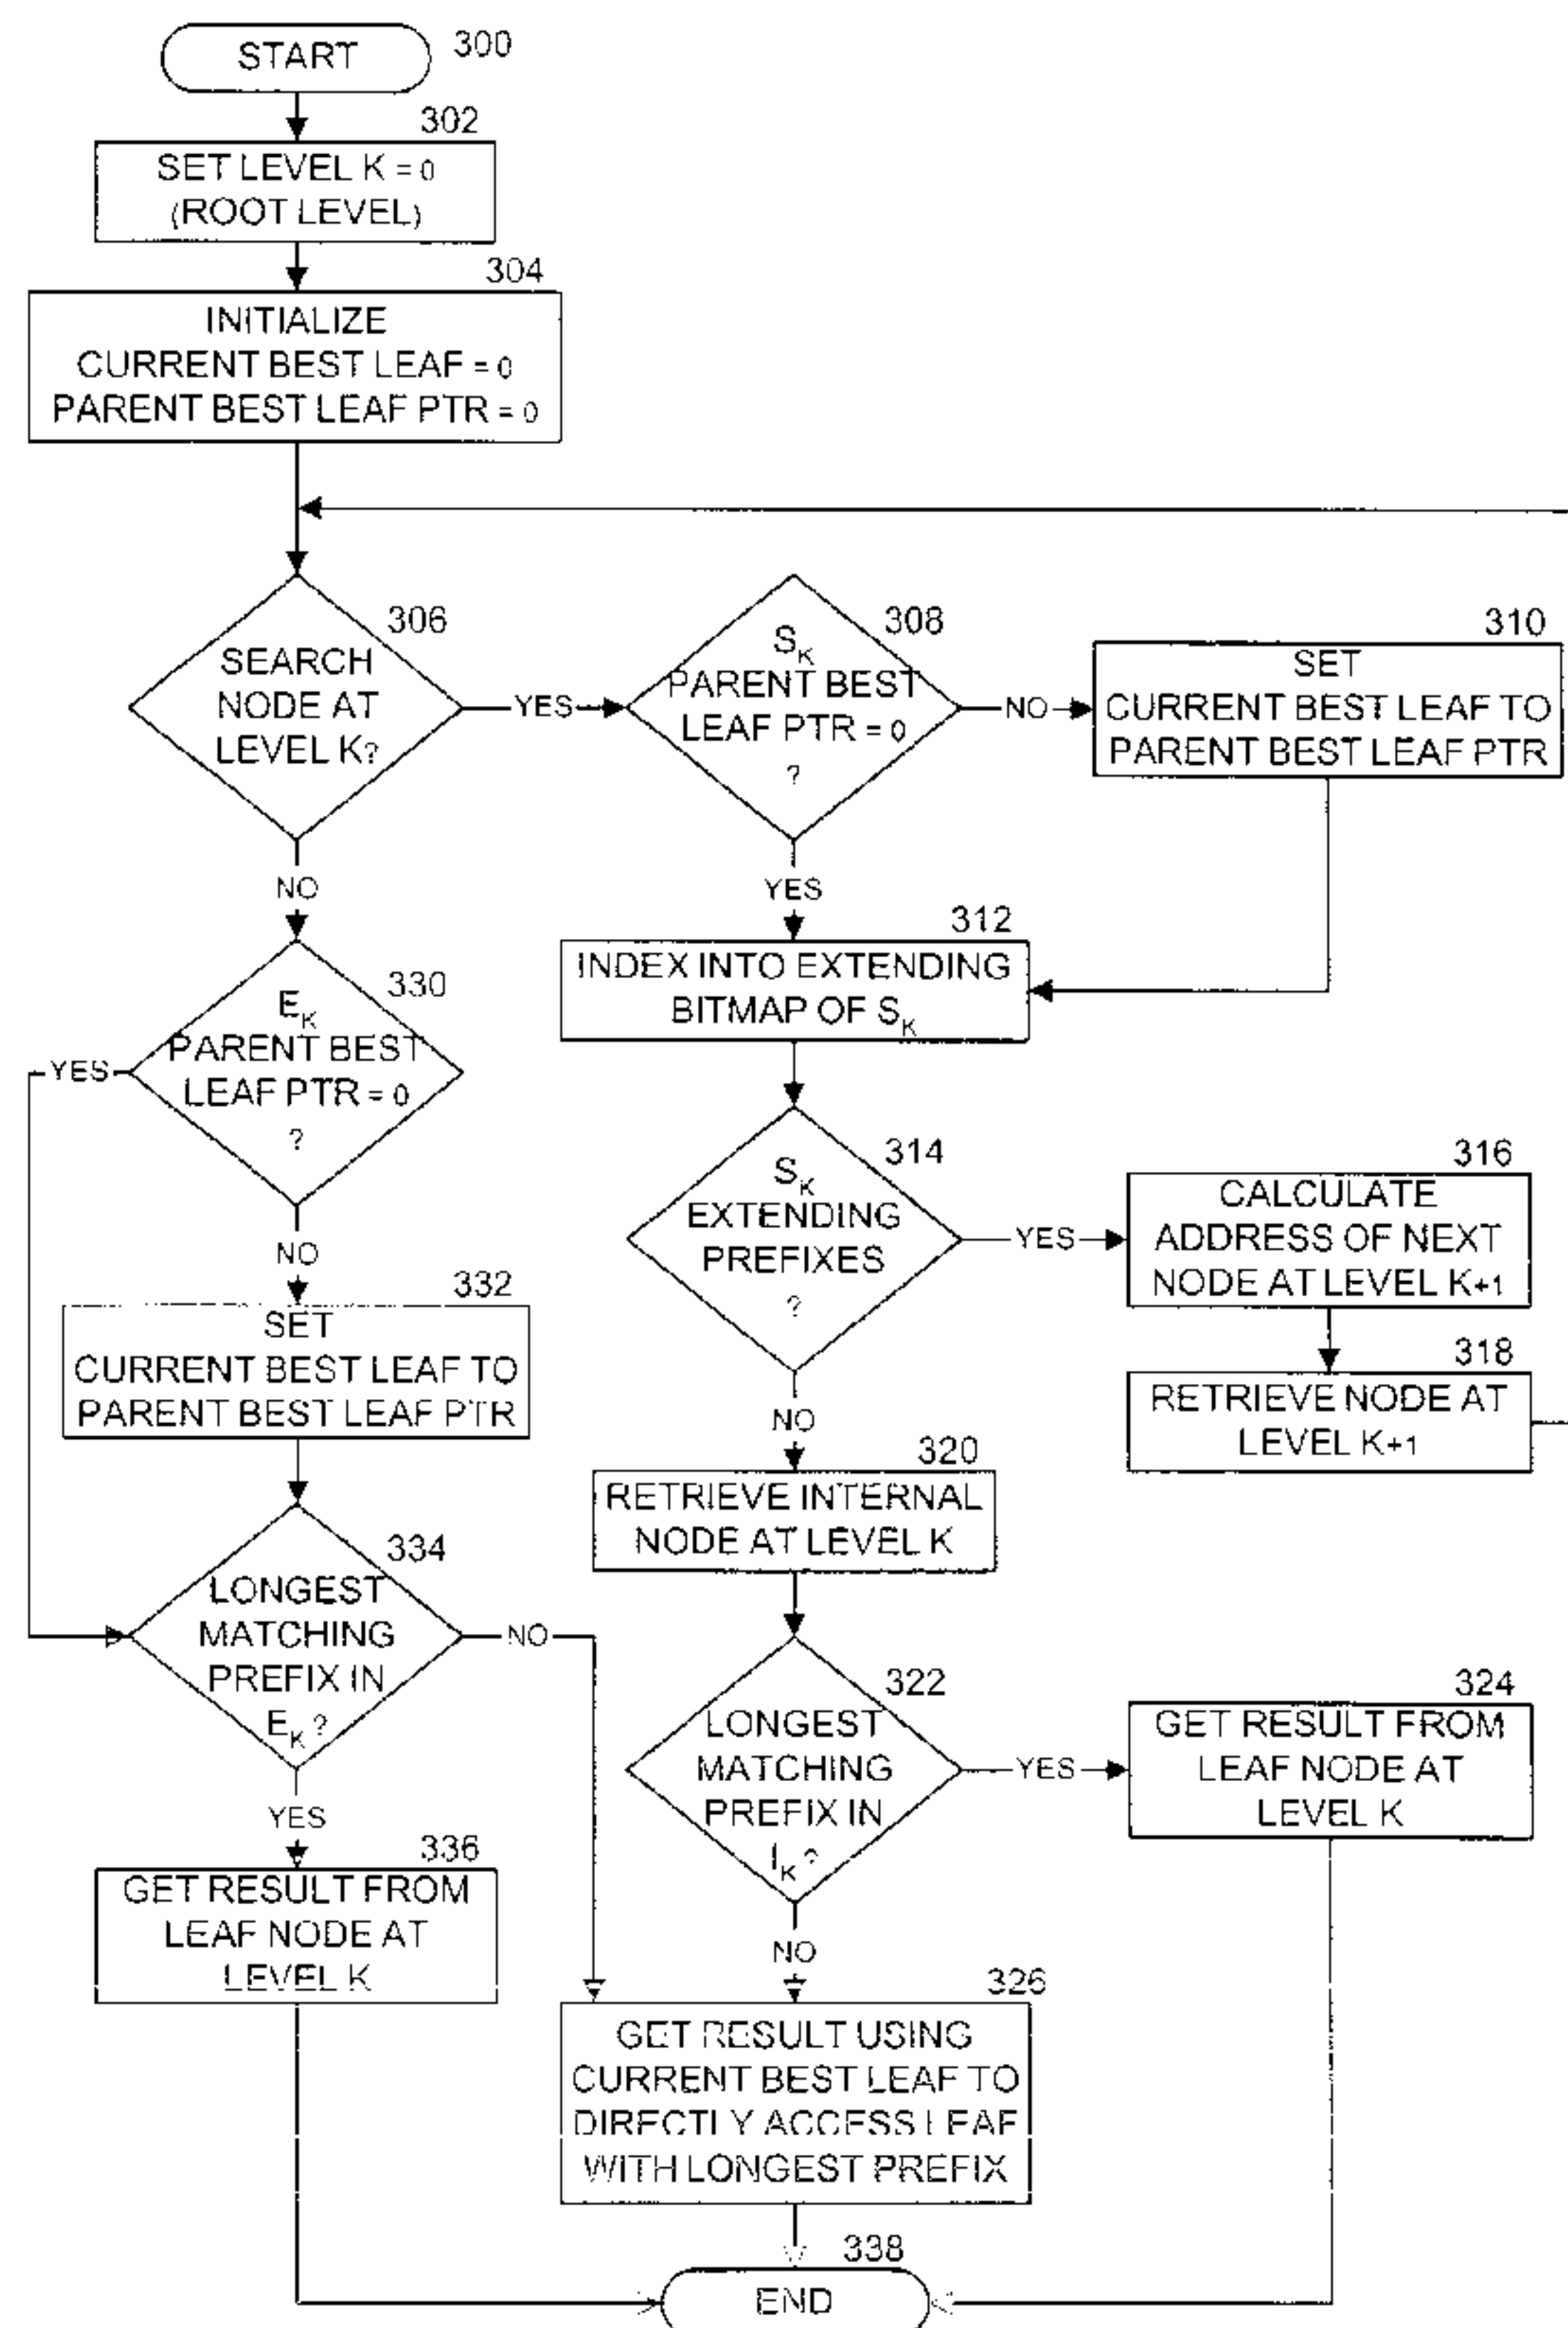 START
300
302
SET LEVEL K = 0
(ROOT LEVEL)
304
INITIALIZE
CURRENT BEST LEAF = 0
PARENT BEST LEAF PTR = 0
306
SEARCH
NODE AT
LEVEL K?
YES
308
S_K
PARENT BEST
LEAF PTR = 0
?
NO
310
SET
CURRENT BEST LEAF TO
PARENT BEST LEAF PTR
NO
YES
312
INDEX INTO EXTENDING
BITMAP OF S_K
330
E_K
PARENT BEST
LEAF PTR = 0
?
YES
NO
314
S_K
EXTENDING
PREFIXES
?
YES
316
CALCULATE
ADDRESS OF NEXT
NODE AT LEVEL K+1
318
RETRIEVE NODE AT
LEVEL K+1
332
SET
CURRENT BEST LEAF TO
PARENT BEST LEAF PTR
NO
320
RETRIEVE INTERNAL
NODE AT LEVEL K
334
LONGEST
MATCHING
PREFIX IN
E_K ?
NO
YES
322
LONGEST
MATCHING
PREFIX IN
I_K ?
YES
324
GET RESULT FROM
LEAF NODE AT
LEVEL K
336
GET RESULT FROM
LEAF NODE AT
LEVEL K
NO
326
GET RESULT USING
CURRENT BEST LEAF TO
DIRECTLY ACCESS LEAF
WITH LONGEST PREFIX
338
END